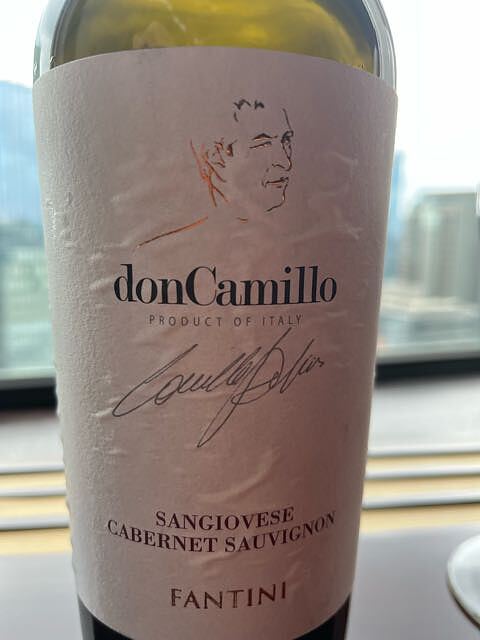 donCamillo
PRODUCT OF ITALY
SANGIOVESE
CABERNET SAUVIGNON
FANTINI